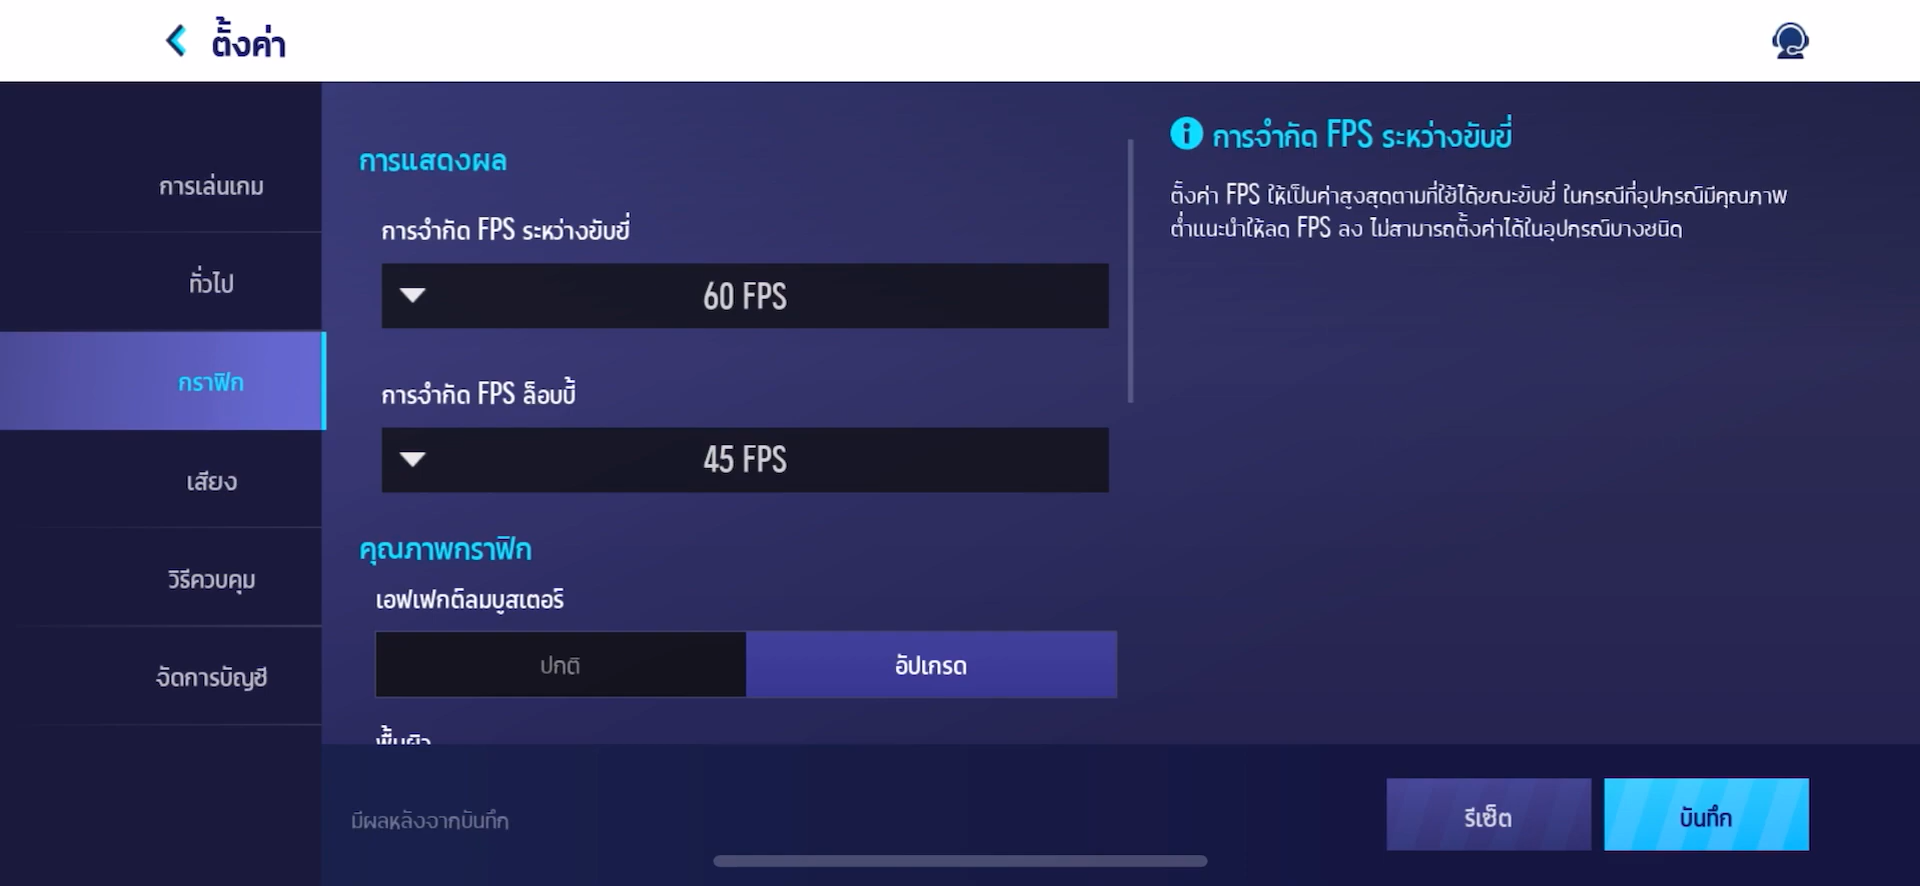 ตั้งค่า
การเล่นเกม
ทั่วไป
กราฟิก
เสียง
วิธีควบคุม
จัดการบัญชี
การแสดงผล
การจำกัด FPS ระหว่างขับขี่
60 FPS
การจำกัด FPS ล็อบบี้
45 FPS
คุณภาพกราฟิก
เอฟเฟกต์ลมบูสเตอร์
ปกติ
อัปเกรด
พื้นผิว
การจำกัด FPS ระหว่างขับขี่
ตั้งค่า FPS ให้เป็นค่าสูงสุดตามที่ใช้ได้ขณะขับขี่ ในกรณีที่อุปกรณ์มีคุณภาพ
ต่ำแนะนำให้ลด FPS ลง ไม่สามารถตั้งค่าได้ในอุปกรณ์บางชนิด
มีผลหลังจากบันทึก
รีเซ็ต
บันทึก